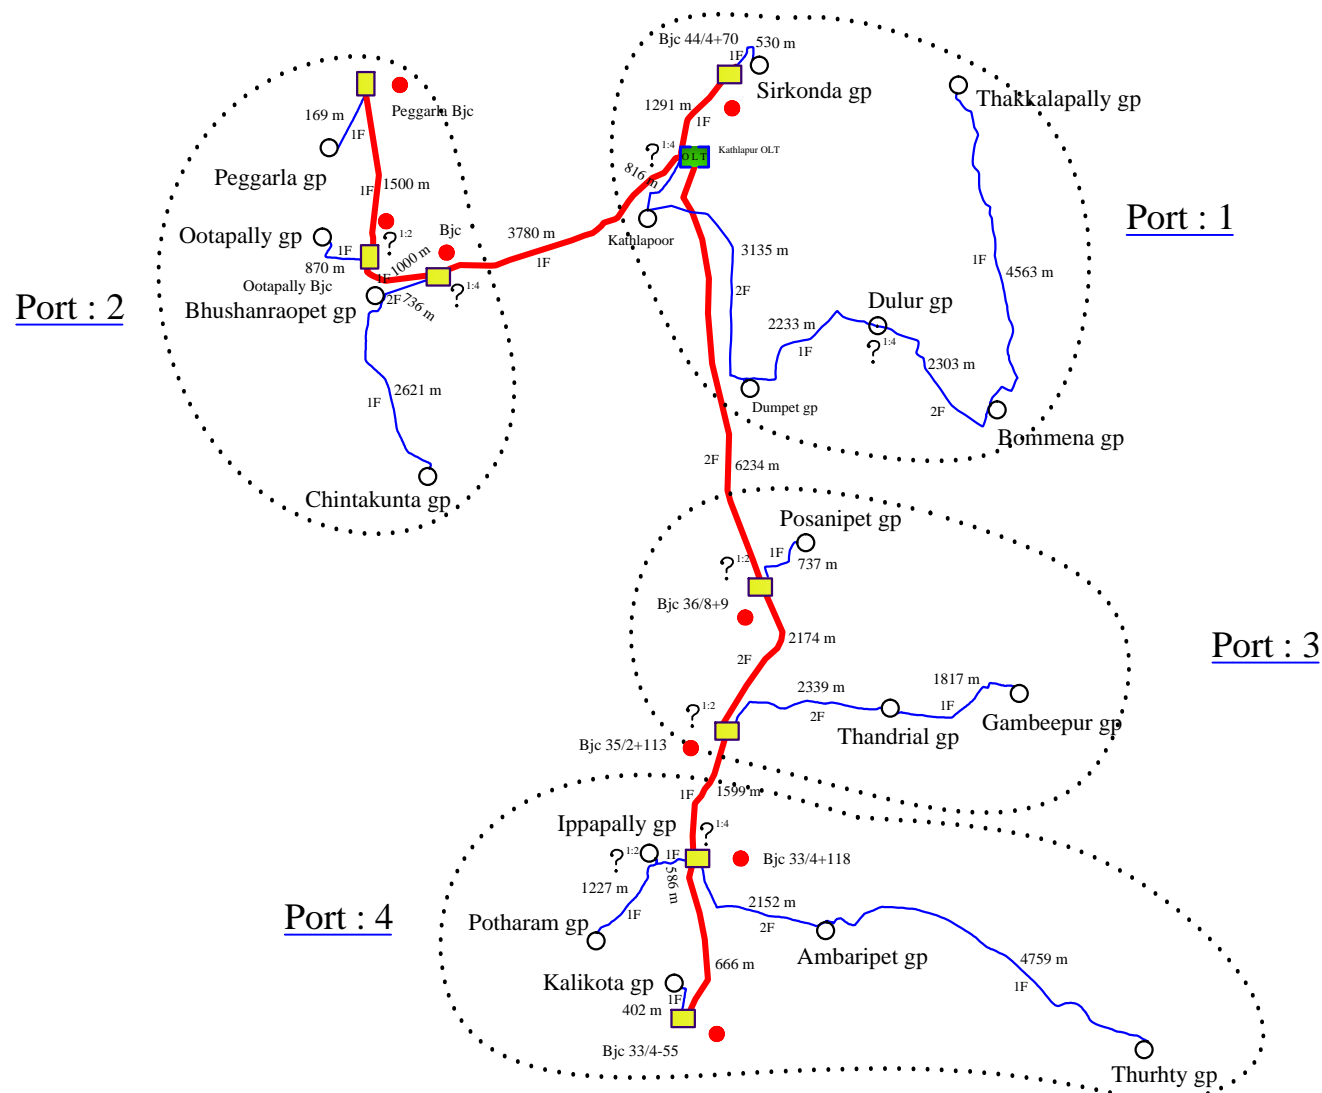 Bjc 44/4+70
530 m
1F
Sirkonda gp
1291 m
1F
Thakkalapally gp
Peggarla Bjc
169 m
1F
Peggarla gp
1:4
OLT
Kathlapur OLT
816 m
Kathlapoor
1500 m
1F
Port : 1
1:2
Ootapally gp
1F
870 m
Ootapally Bjc
Bjc
1000 m
1F
3780 m
1F
1:4
3135 m
2F
1F
4563 m
Port : 2
Bhushanraopet gp
2F
736 m
Dulur gp
1:4
2233 m
1F
2303 m
2F
Dumpet gp
Bommena gp
2621 m
1F
Chintakunta gp
2F
6234 m
Posanipet gp
1:2
1F
737 m
Bjc 36/8+9
2174 m
2F
Port : 3
1:2
2339 m
2F
Thandrial gp
1817 m
1F
Gambeepur gp
Bjc 35/2+113
1599 m
1F
Ippapally gp
1:4
1:2
1F
586 m
Bjc 33/4+118
1227 m
1F
Potharam gp
Port : 4
2152 m
2F
Ambaripet gp
666 m
Kalikota gp
1F
402 m
Bjc 33/4-55
4759 m
1F
Thurhty gp